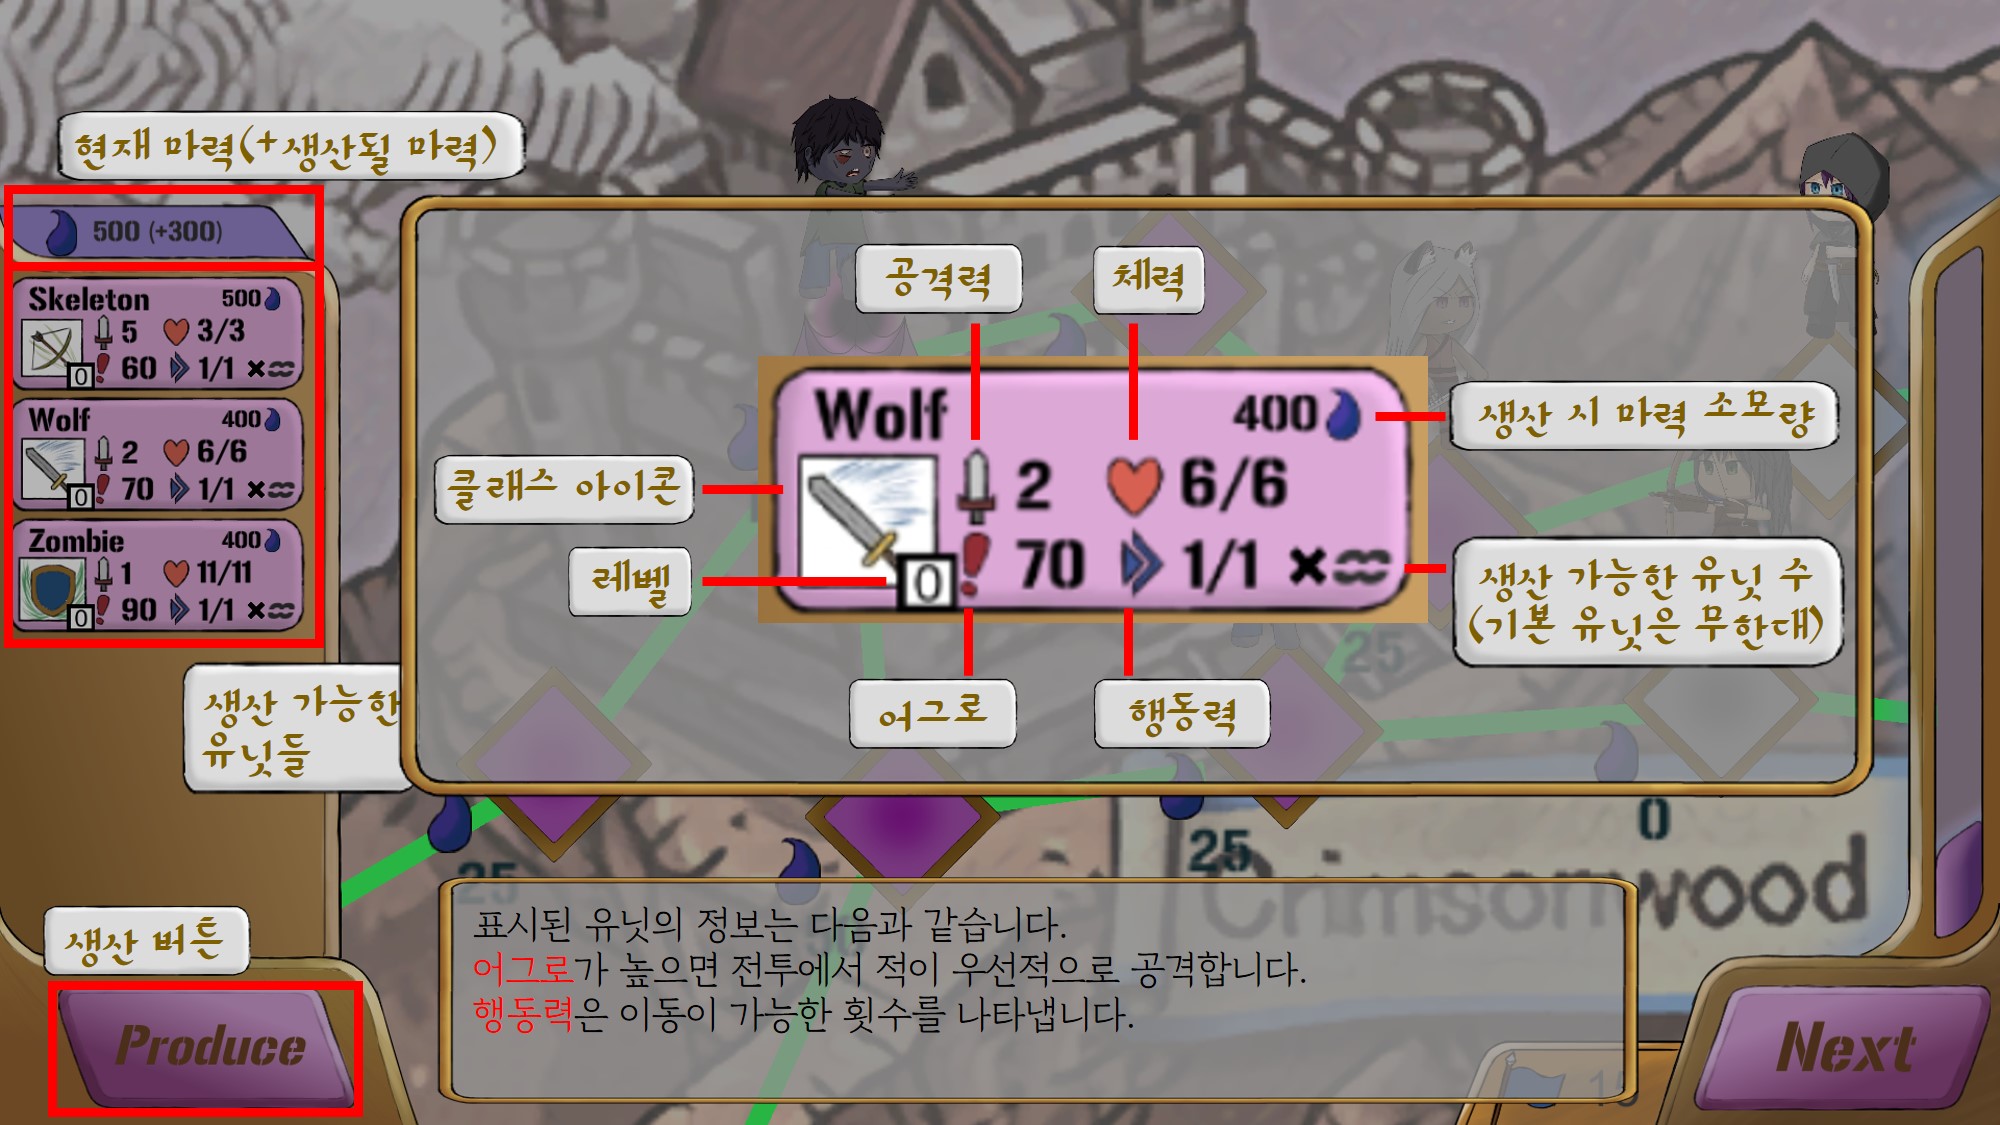 현재 마력(+생산될 마력)
500 (+300)
Skeleton 500
5 3/3
0 60 1/1 ×∞
Wolf 400
2 6/6
0 70 1/1 ×∞
Zombie 400
1 11/11
0 90 1/1 ×∞
생산 가능한
유닛들
생산 버튼
Produce
공격력
체력
Wolf 400
2 6/6
0 70 1/1 ×∞
클래스 아이콘
레벨
생산 시 마력 소모량
생산 가능한 유닛 수
(기본 유닛은 무한대)
어그로
행동력
25
25
25
0
Crimsonwood
표시된 유닛의 정보는 다음과 같습니다.
어그로가 높으면 전투에서 적이 우선적으로 공격합니다.
행동력은 이동이 가능한 횟수를 나타냅니다.
Next